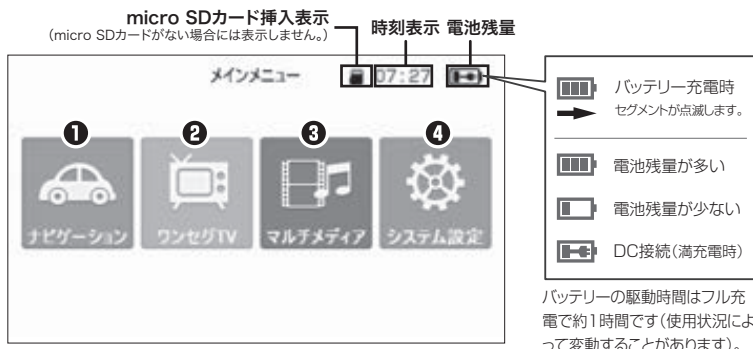 micro SDカード挿入表示
(micro SDカードがない場合には表示しません。)
時刻表示 電池残量
メインメニュー
07:27
❶ ❷ ❸ ❹
ナビゲーション ワンセグTV マルチメディア システム設定
バッテリー充電時
セグメントが点滅します。
電池残量が多い
電池残量が少ない
DC接続(満充電時)
バッテリーの駆動時間はフル充
電で約1時間です(使用状況によ
って変動することがあります)。